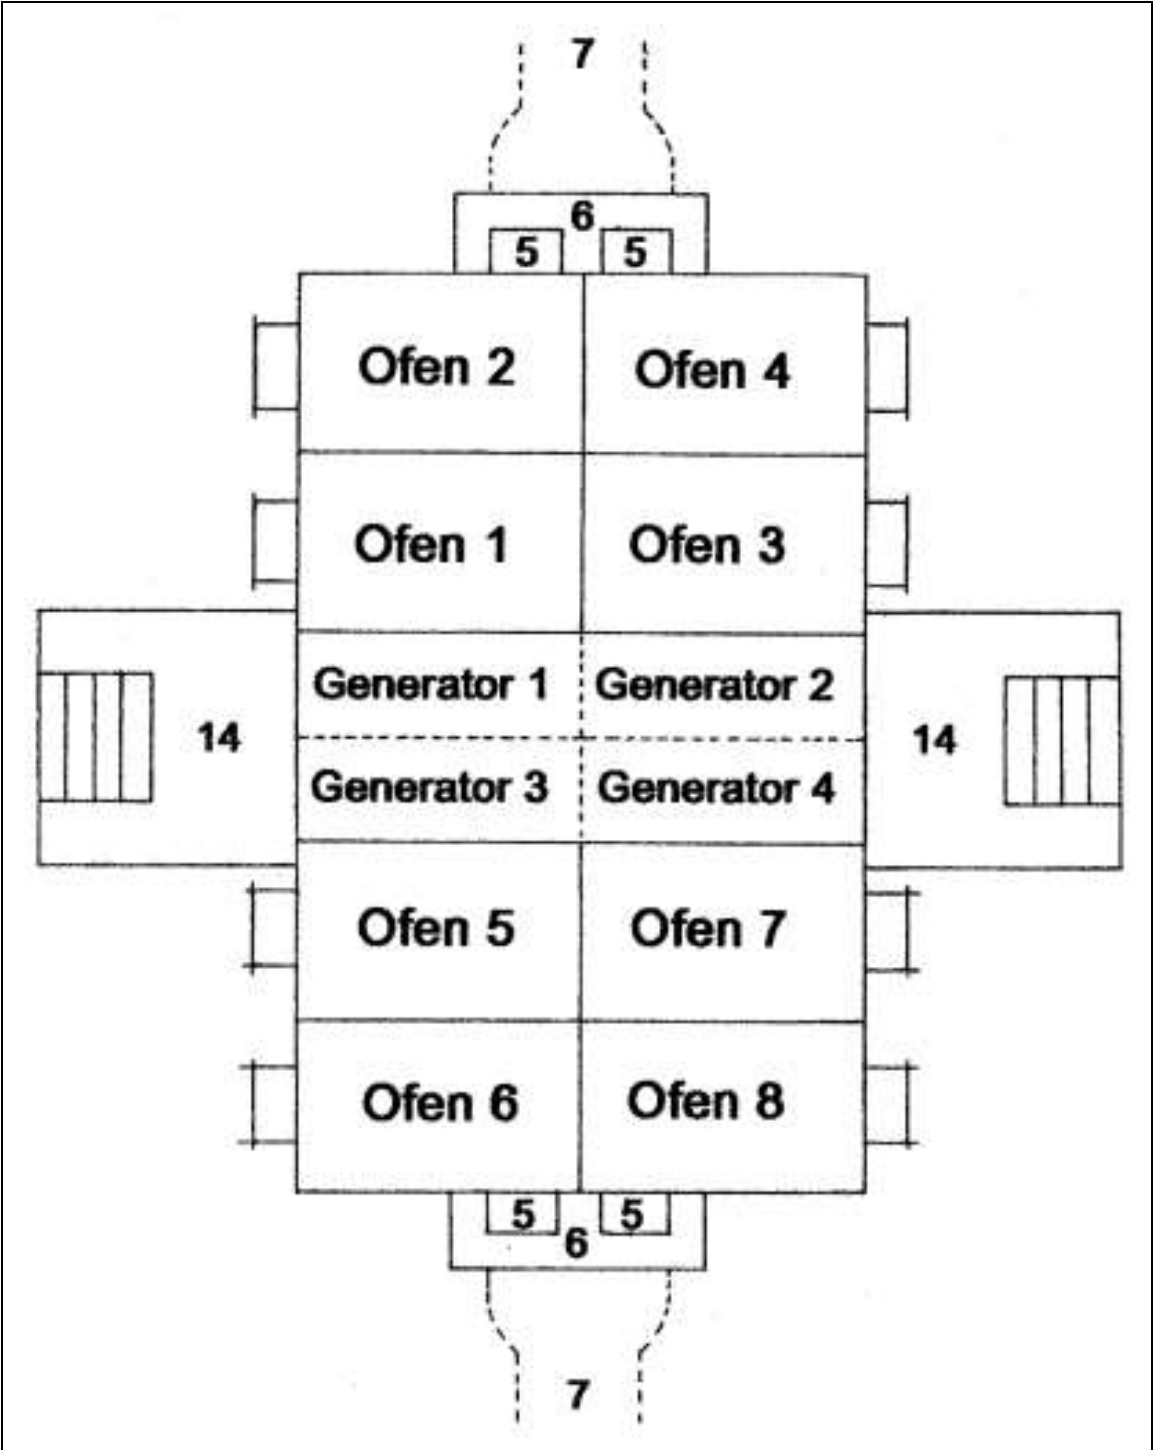 7
6
5 5
Ofen 2 Ofen 4
Ofen 1 Ofen 3
Generator 1 Generator 2
14 14
Generator 3 Generator 4
Ofen 5 Ofen 7
Ofen 6 Ofen 8
5 5
6
7